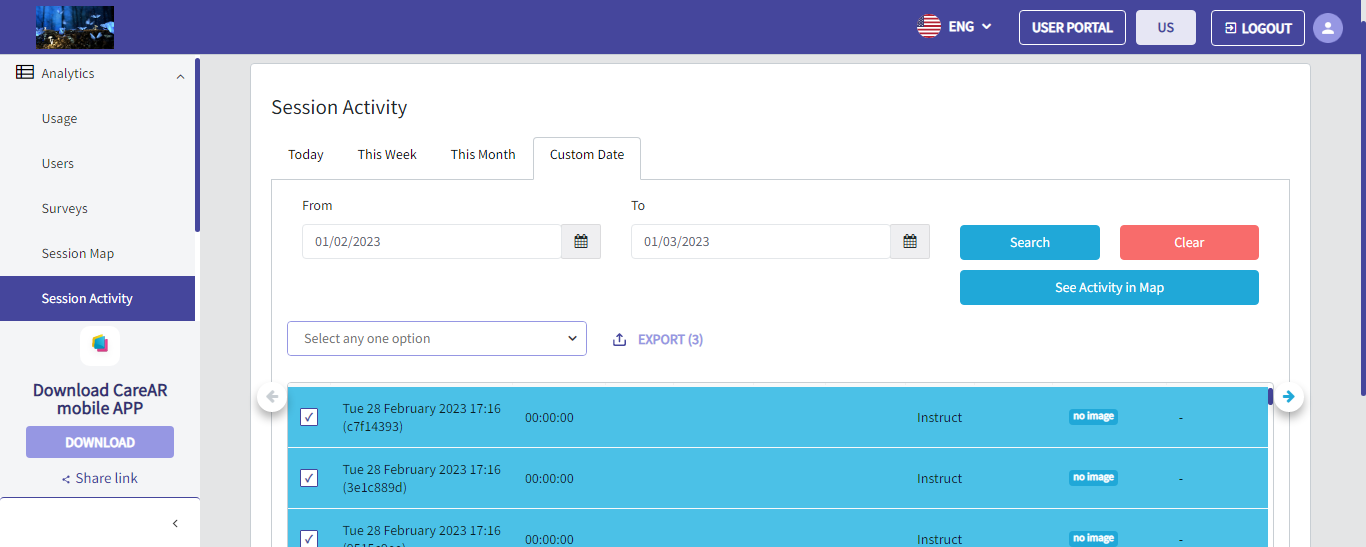 ENG
USER PORTAL
US
LOGOUT
Analytics
Usage
Users
Surveys
Session Map
Session Activity
Download CareAR
mobile APP
DOWNLOAD
Share link
Session Activity
Today
This Week
This Month
Custom Date
From
To
01/02/2023
01/03/2023
Search
Clear
See Activity in Map
Select any one option
EXPORT (3)
Tue 28 February 2023 17:16
(c7f14393)
00:00:00
Instruct
no image
-
Tue 28 February 2023 17:16
(3e1c889d)
00:00:00
Instruct
no image
-
Tue 28 February 2023 17:16
00:00:00
Instruct
no image
-